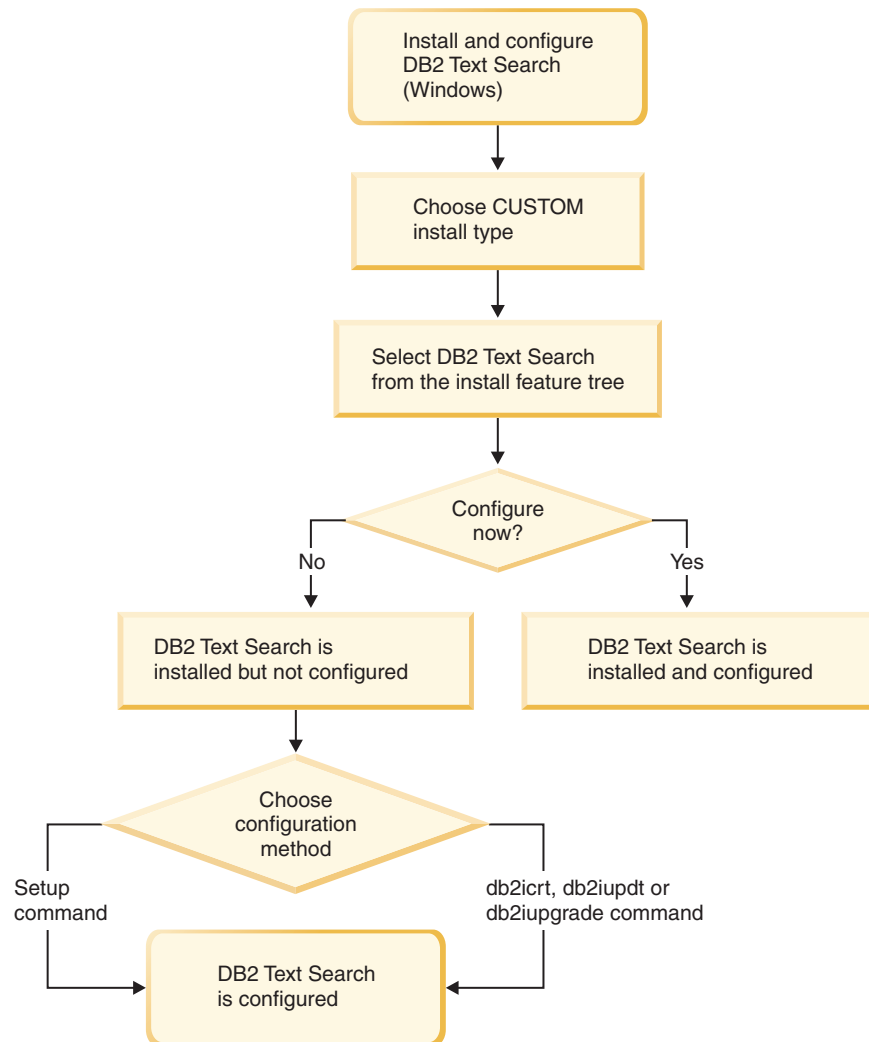 Install and configure
DB2 Text Search
(Windows)
Choose CUSTOM
install type
Select DB2 Text Search
from the install feature tree
Configure
now?
No
Yes
DB2 Text Search is
installed but not configured
DB2 Text Search is
installed and configured
Choose
configuration
method
Setup
command
db2icrt, db2iupdt or
db2iupgrade command
DB2 Text Search
is configured